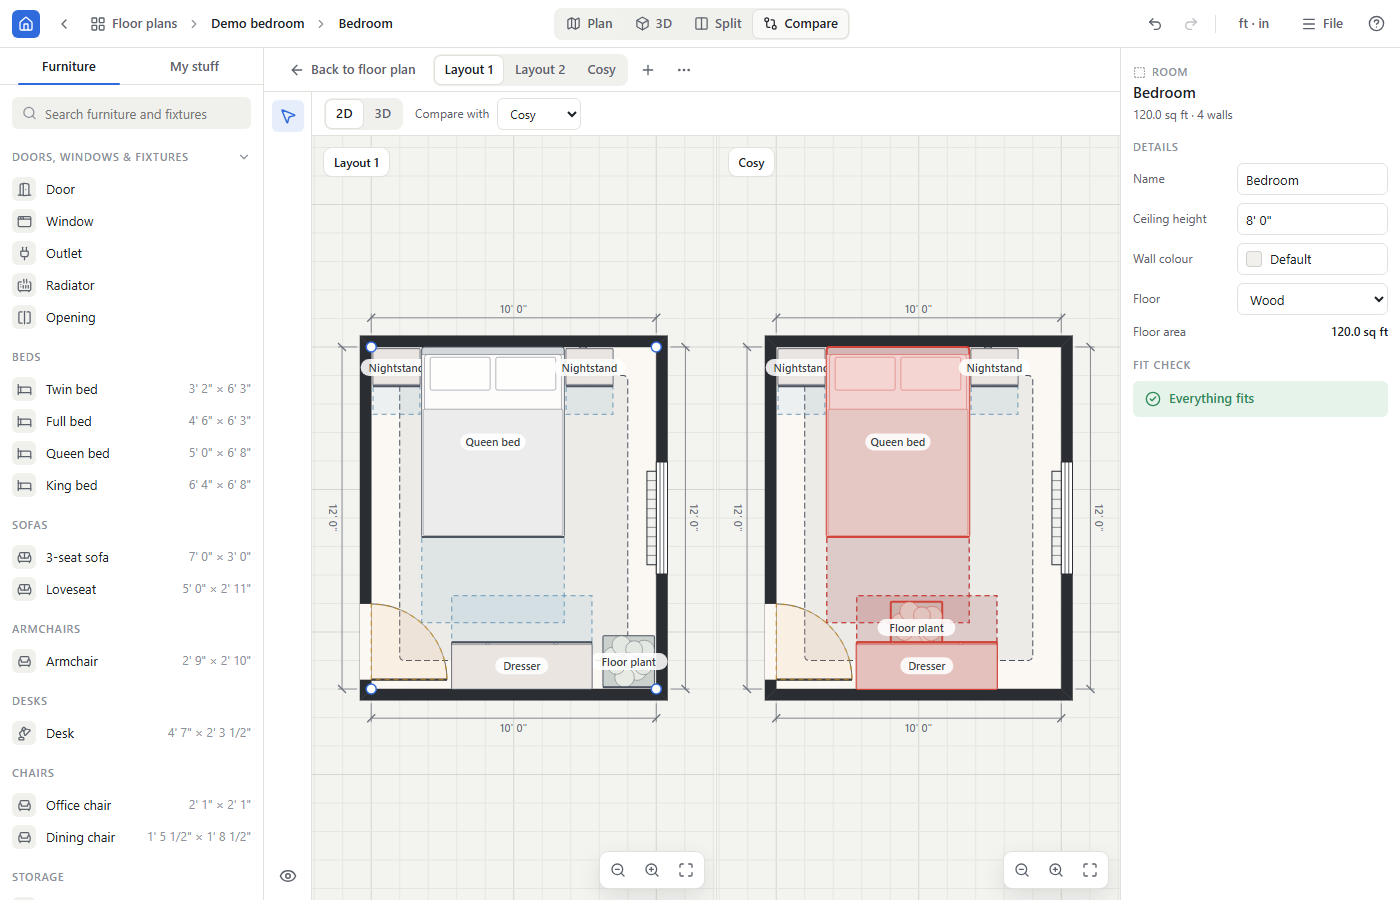 Floor plans
Demo bedroom
Bedroom
Plan
3D
Split
Compare
ft · in
File
Furniture
My stuff
Search furniture and fixtures
DOORS, WINDOWS & FIXTURES
Door
Window
Outlet
Radiator
Opening
BEDS
Twin bed 3' 2" × 6' 3"
Full bed 4' 6" × 6' 3"
Queen bed 5' 0" × 6' 8"
King bed 6' 4" × 6' 8"
SOFAS
3-seat sofa 7' 0" × 3' 0"
Loveseat 5' 0" × 2' 11"
ARMCHAIRS
Armchair 2' 9" × 2' 10"
DESKS
Desk 4' 7" × 2' 3 1/2"
CHAIRS
Office chair 2' 1" × 2' 1"
Dining chair 1' 5 1/2" × 1' 8 1/2"
STORAGE
Back to floor plan
Layout 1
Layout 2
Cosy
2D
3D
Compare with
Cosy
Layout 1
10' 0"
Nightstand
Nightstand
Queen bed
12' 0"
12' 0"
Floor plant
Dresser
10' 0"
Cosy
10' 0"
Nightstand
Nightstand
Queen bed
12' 0"
12' 0"
Floor plant
Dresser
10' 0"
ROOM
Bedroom
120.0 sq ft · 4 walls
DETAILS
Name Bedroom
Ceiling height 8' 0"
Wall colour Default
Floor Wood
Floor area 120.0 sq ft
FIT CHECK
Everything fits